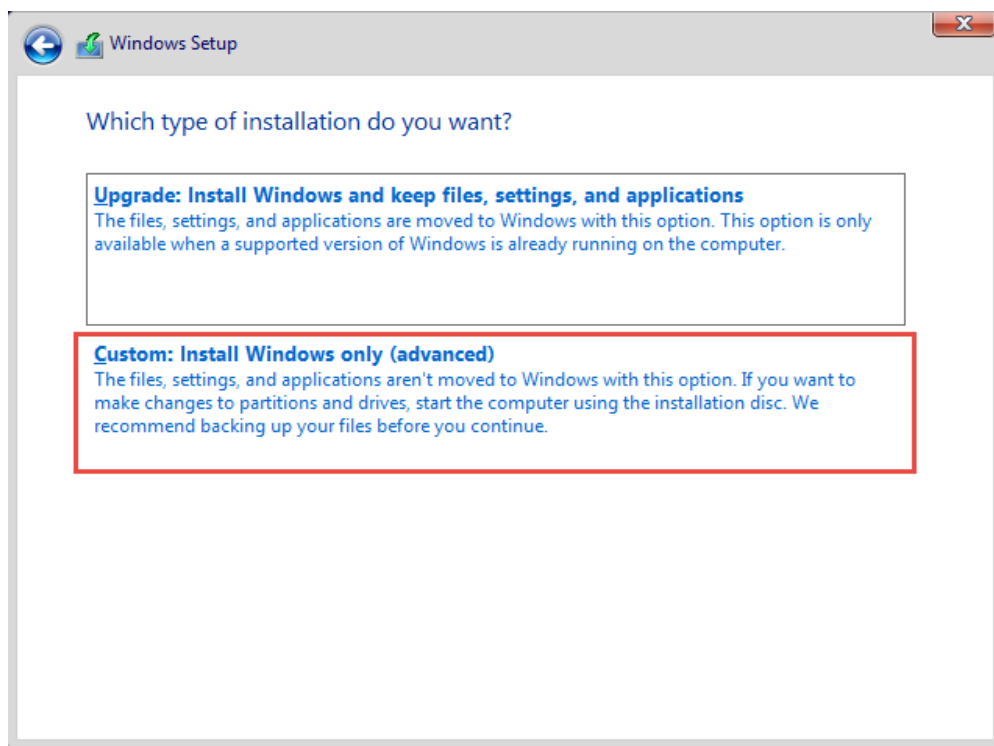 Windows Setup
Which type of installation do you want?
Upgrade: Install Windows and keep files, settings, and applications
The files, settings, and applications are moved to Windows with this option. This option is only
available when a supported version of Windows is already running on the computer.
Custom: Install Windows only (advanced)
The files, settings, and applications aren't moved to Windows with this option. If you want to
make changes to partitions and drives, start the computer using the installation disc. We
recommend backing up your files before you continue.